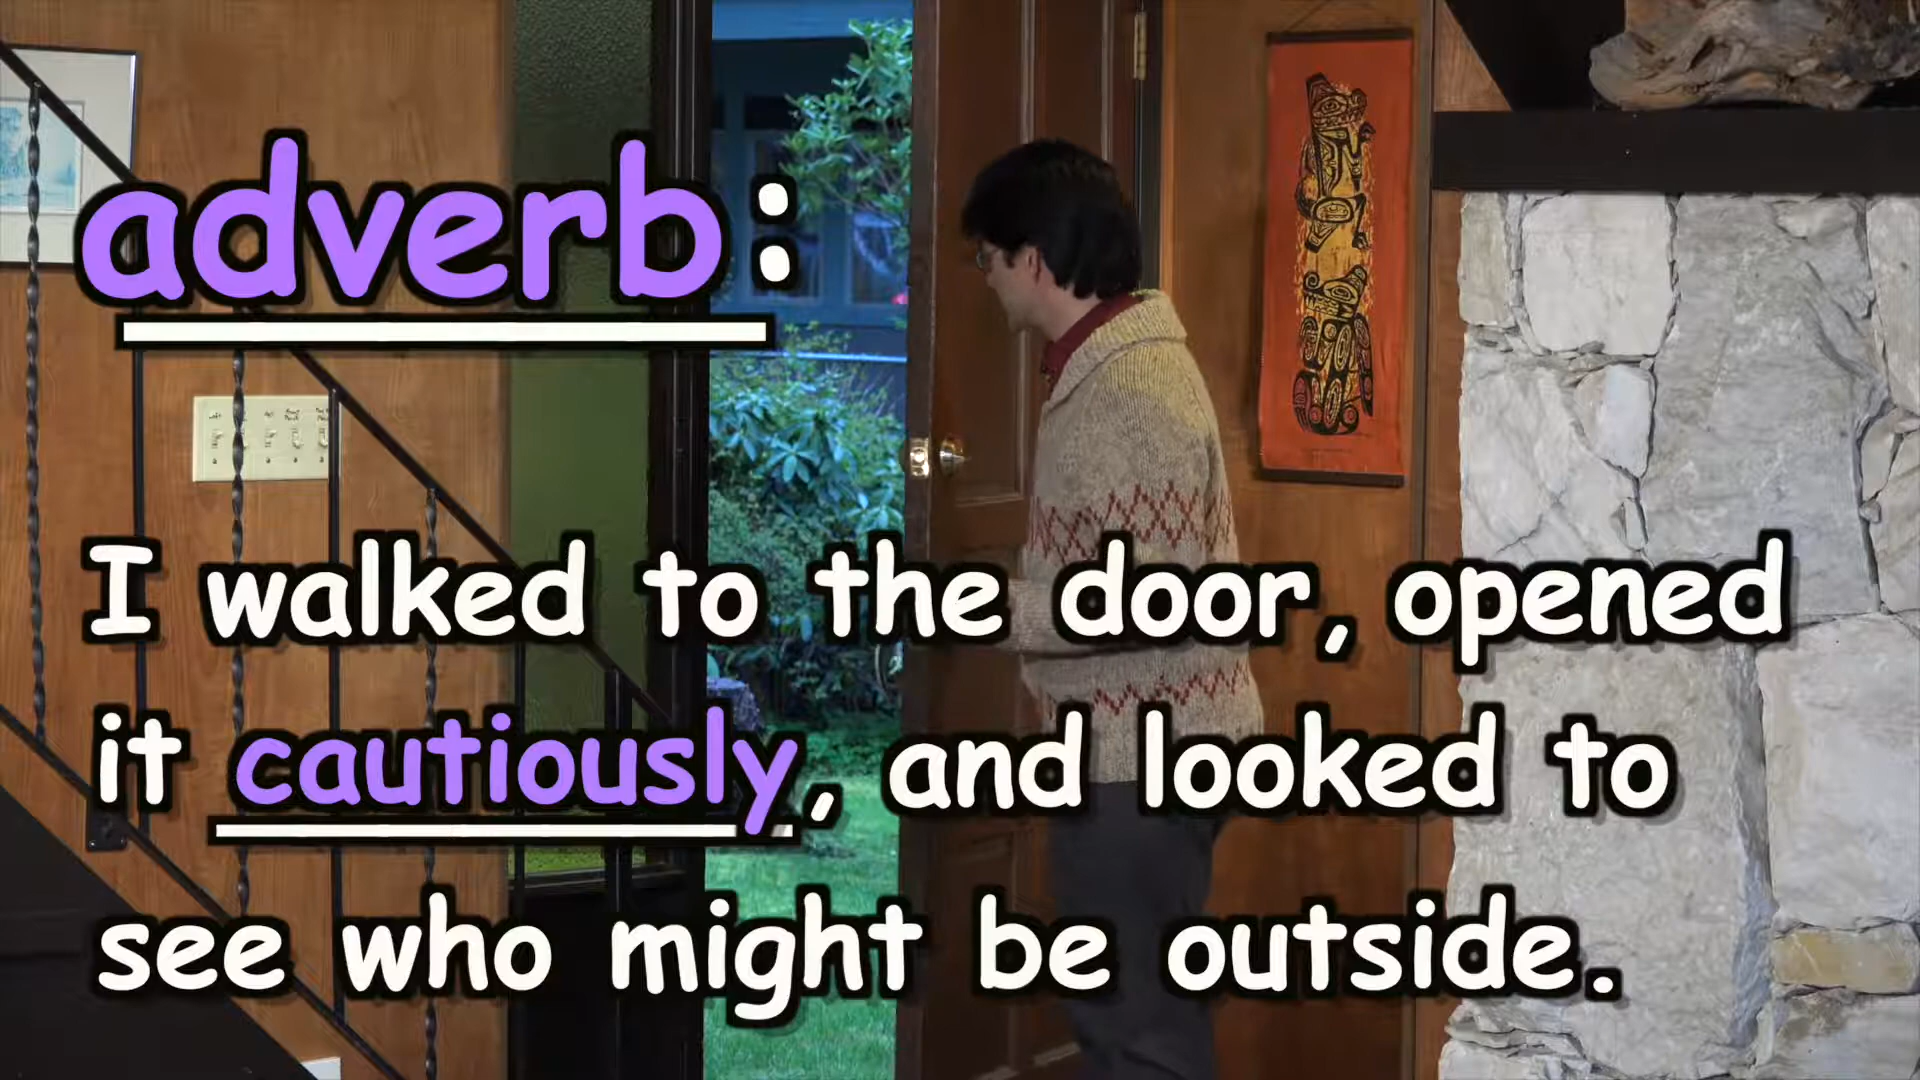 adverb:
I walked to the door, opened
it cautiously, and looked to
see who might be outside.